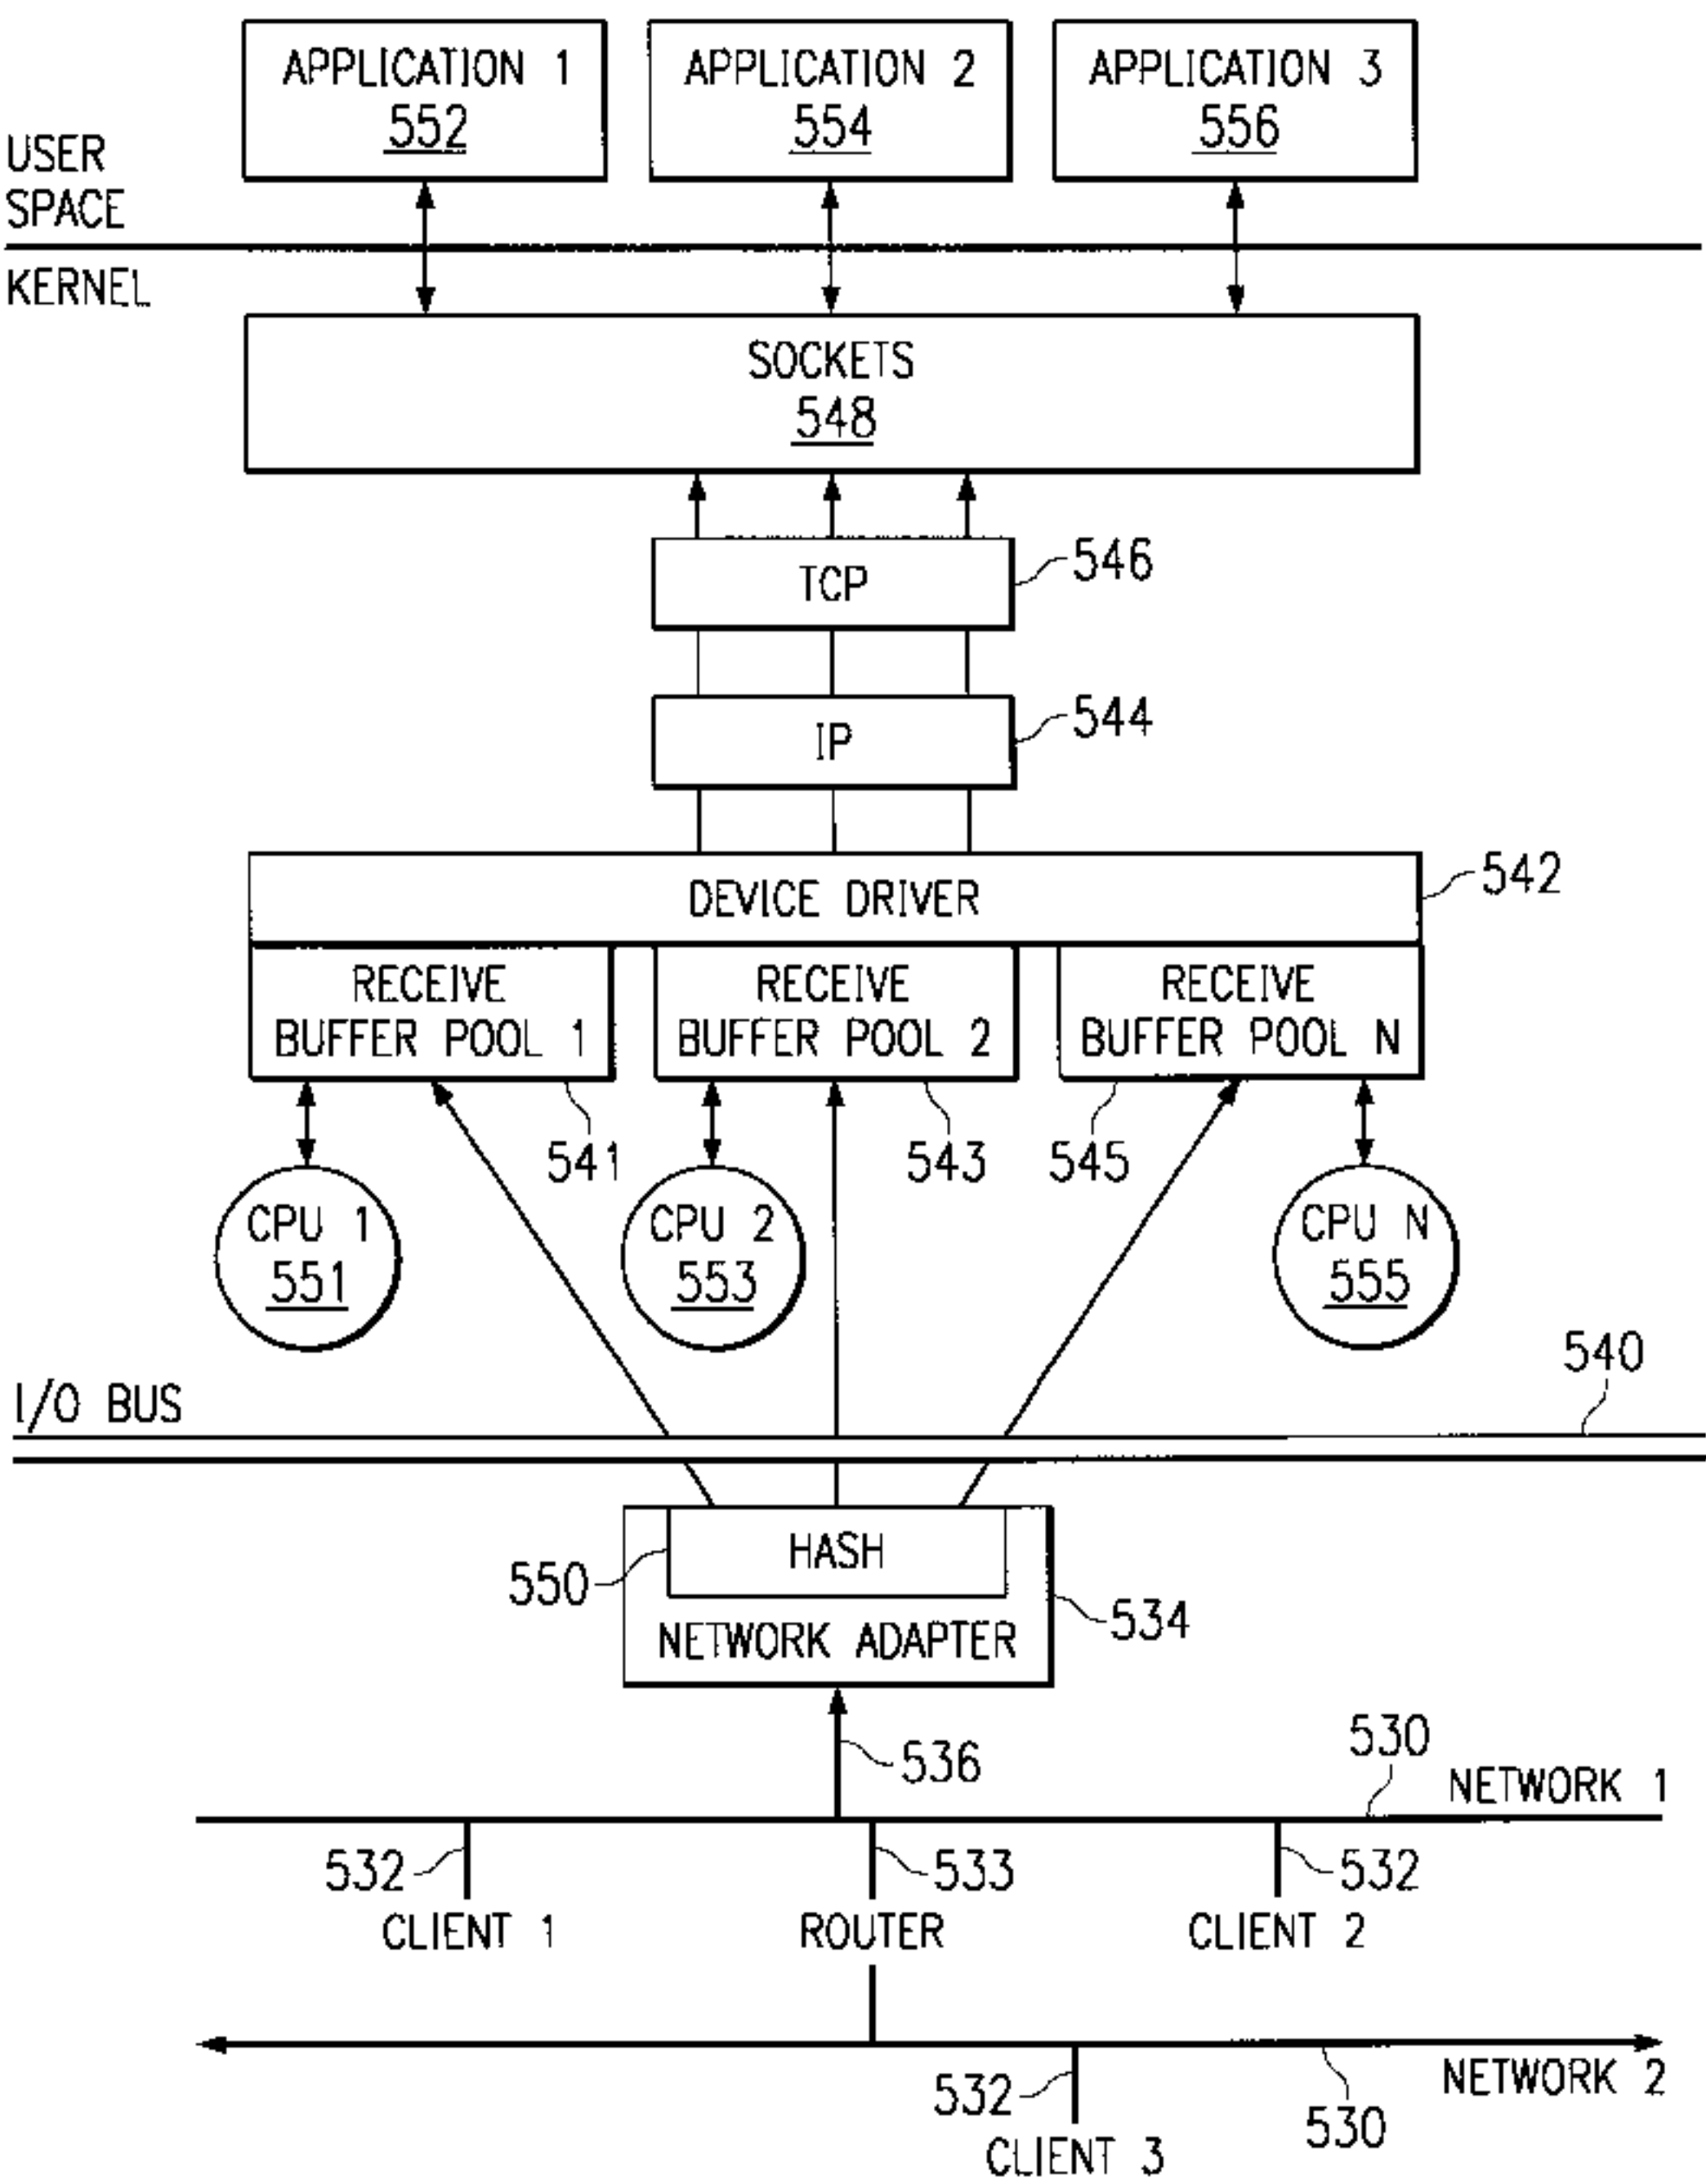 APPLICATION 1
552
APPLICATION 2
554
APPLICATION 3
556
USER
SPACE
KERNEL
SOCKETS
548
TCP
546
IP
544
DEVICE DRIVER
542
RECEIVE
BUFFER POOL 1
RECEIVE
BUFFER POOL 2
RECEIVE
BUFFER POOL N
541
543
545
CPU 1
551
CPU 2
553
CPU N
555
540
I/O BUS
HASH
550
NETWORK ADAPTER
534
536
530
NETWORK 1
532
533
532
CLIENT 1
ROUTER
CLIENT 2
532
530
NETWORK 2
CLIENT 3